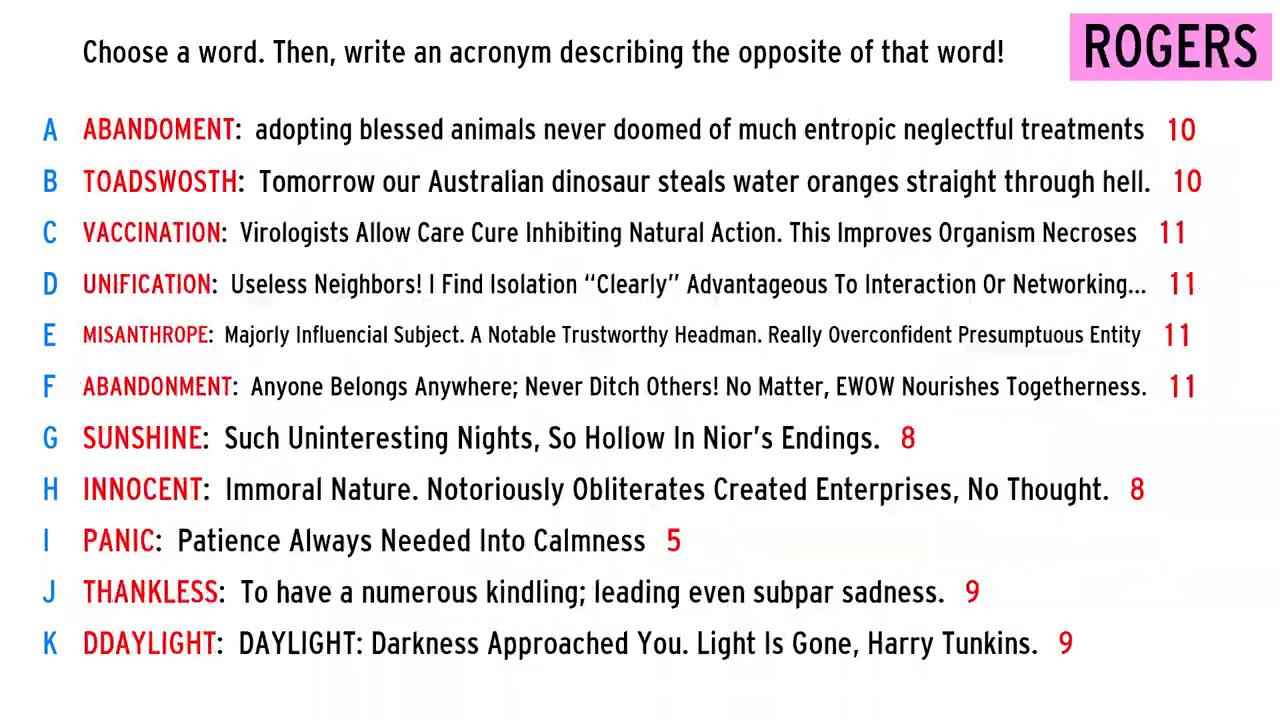 Choose a word. Then, write an acronym describing the opposite of that word!
ROGERS
A ABANDOMENT: adopting blessed animals never doomed of much entropic neglectful treatments 10
B TOADSWOSTH: Tomorrow our Australian dinosaur steals water oranges straight through hell. 10
C VACCINATION: Virologists Allow Care Cure Inhibiting Natural Action. This Improves Organism Necroses 11
D UNIFICATION: Useless Neighbors! I Find Isolation “Clearly” Advantageous To Interaction Or Networking... 11
E MISANTHROPE: Majorly Influencial Subject. A Notable Trustworthy Headman. Really Overconfident Presumptuous Entity 11
F ABANDONMENT: Anyone Belongs Anywhere; Never Ditch Others! No Matter, EWOW Nourishes Togetherness. 11
G SUNSHINE: Such Uninteresting Nights, So Hollow In Nior’s Endings. 8
H INNOCENT: Immoral Nature. Notoriously Obliterates Created Enterprises, No Thought. 8
I PANIC: Patience Always Needed Into Calmness 5
J THANKLESS: To have a numerous kindling; leading even subpar sadness. 9
K DDAYLIGHT: DAYLIGHT: Darkness Approached You. Light Is Gone, Harry Tunkins. 9